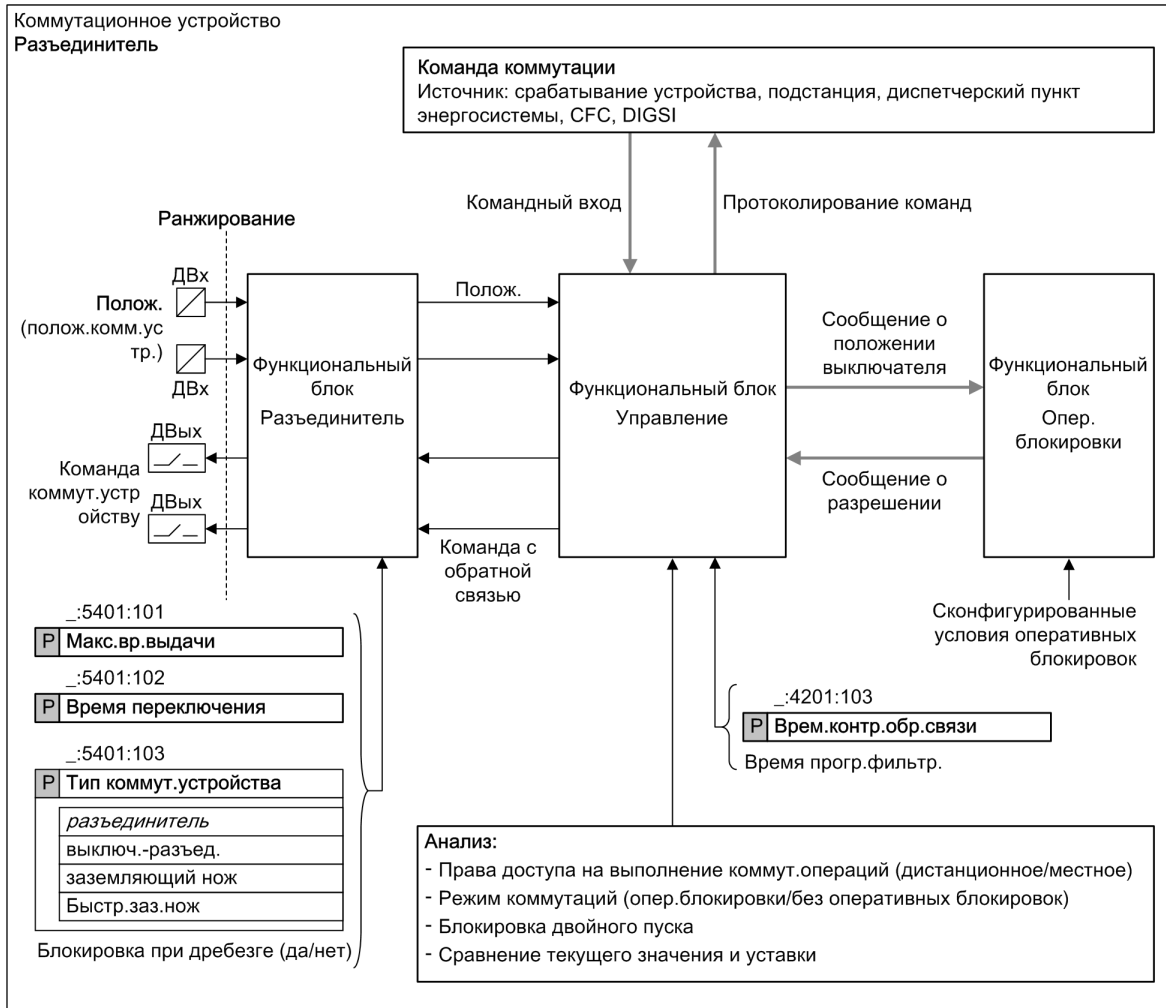 Коммутационное устройство
Разъединитель
Команда коммутации
Источник: срабатывание устройства, подстанция, диспетчерский пункт
энергосистемы, CFC, DIGSI
Командный вход
Протоколирование команд
Ранжирование
ДВх
Полож.
(полож.комм.ус
тр.)
ДВх
ДВых
Команда
коммут.устр
ойству
ДВых
Функциональный
блок
Разъединитель
Полож.
Команда с
обратной
связью
Функциональный блок
Управление
Сообщение о
положении
выключателя
Сообщение о
разрешении
Функциональный
блок
Опер.
блокировки
Сконфигурированные
условия оперативных
блокировок
_:5401:101
P Макс.вр.выдачи
_:5401:102
P Время переключения
_:5401:103
P Тип коммут.устройства
разъединитель
выключ.-разъед.
заземляющий нож
Быстр.заз.нож
Блокировка при дребезге (да/нет)
_:4201:103
P Врем.контр.обр.связи
Время прогр.фильтр.
Анализ:
- Права доступа на выполнение коммут.операций (дистанционное/местное)
- Режим коммутаций (опер.блокировки/без оперативных блокировок)
- Блокировка двойного пуска
- Сравнение текущего значения и уставки